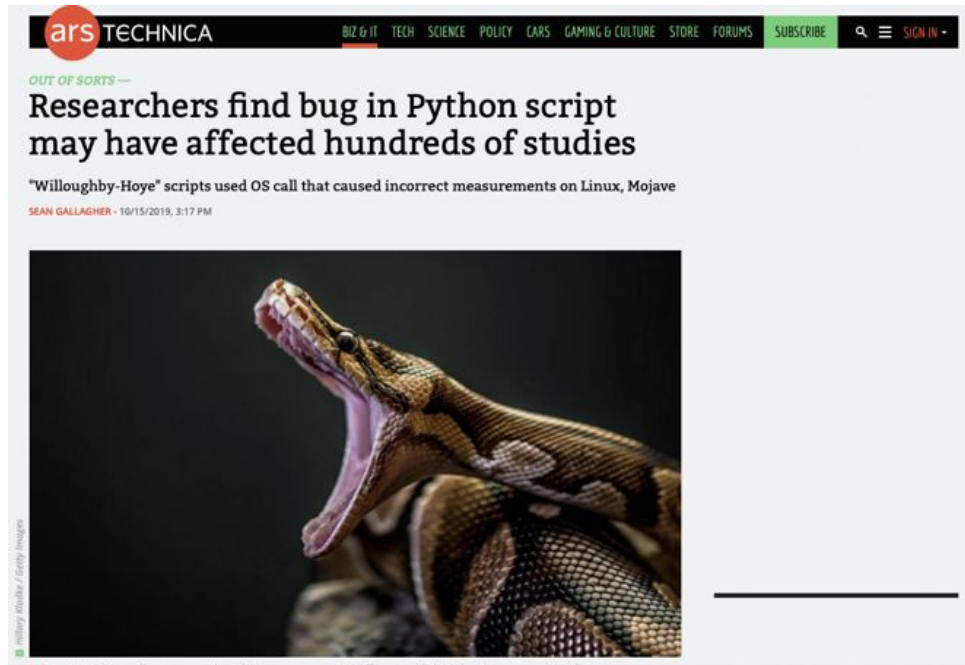 ars TECHNICA
BIZ & IT TECH SCIENCE POLICY CARS GAMING & CULTURE STORE FORUMS SUBSCRIBE SIGN IN
OUT OF SORTS —
Researchers find bug in Python script
may have affected hundreds of studies
"Willoughby-Hoye" scripts used OS call that caused incorrect measurements on Linux, Mojave
SEAN GALLAGHER - 10/15/2019, 3:17 PM
/ Getty Images